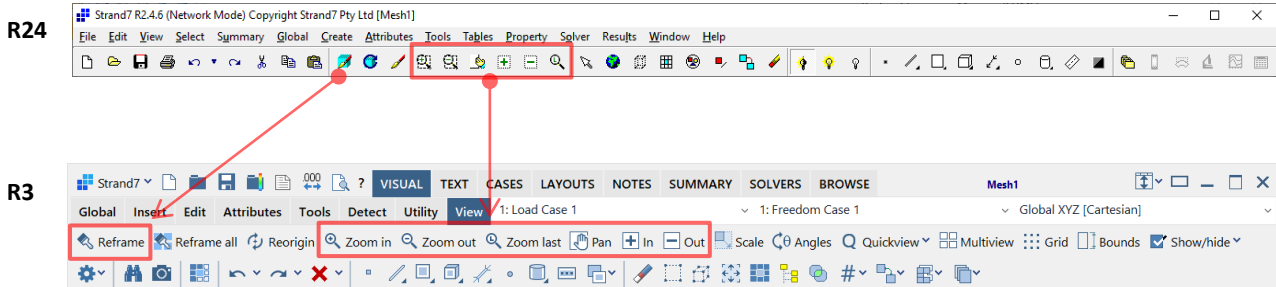 R24
Strand7 R2.4.6 (Network Mode) Copyright Strand7 Pty Ltd [Mesh1]
File Edit View Select Summary Global Create Attributes Tools Tables Property Solver Results Window Help
R3
Strand7 .000 ? VISUAL TEXT CASES LAYOUTS NOTES SUMMARY SOLVERS BROWSE Mesh1
Global Insert Edit Attributes Tools Detect Utility View 1: Load Case 1 1: Freedom Case 1 Global XYZ [Cartesian]
Reframe Reframe all Reorigin Zoom in Zoom out Zoom last Pan In Out Scale Angles Quickview Multiview Grid Bounds Show/hide
#